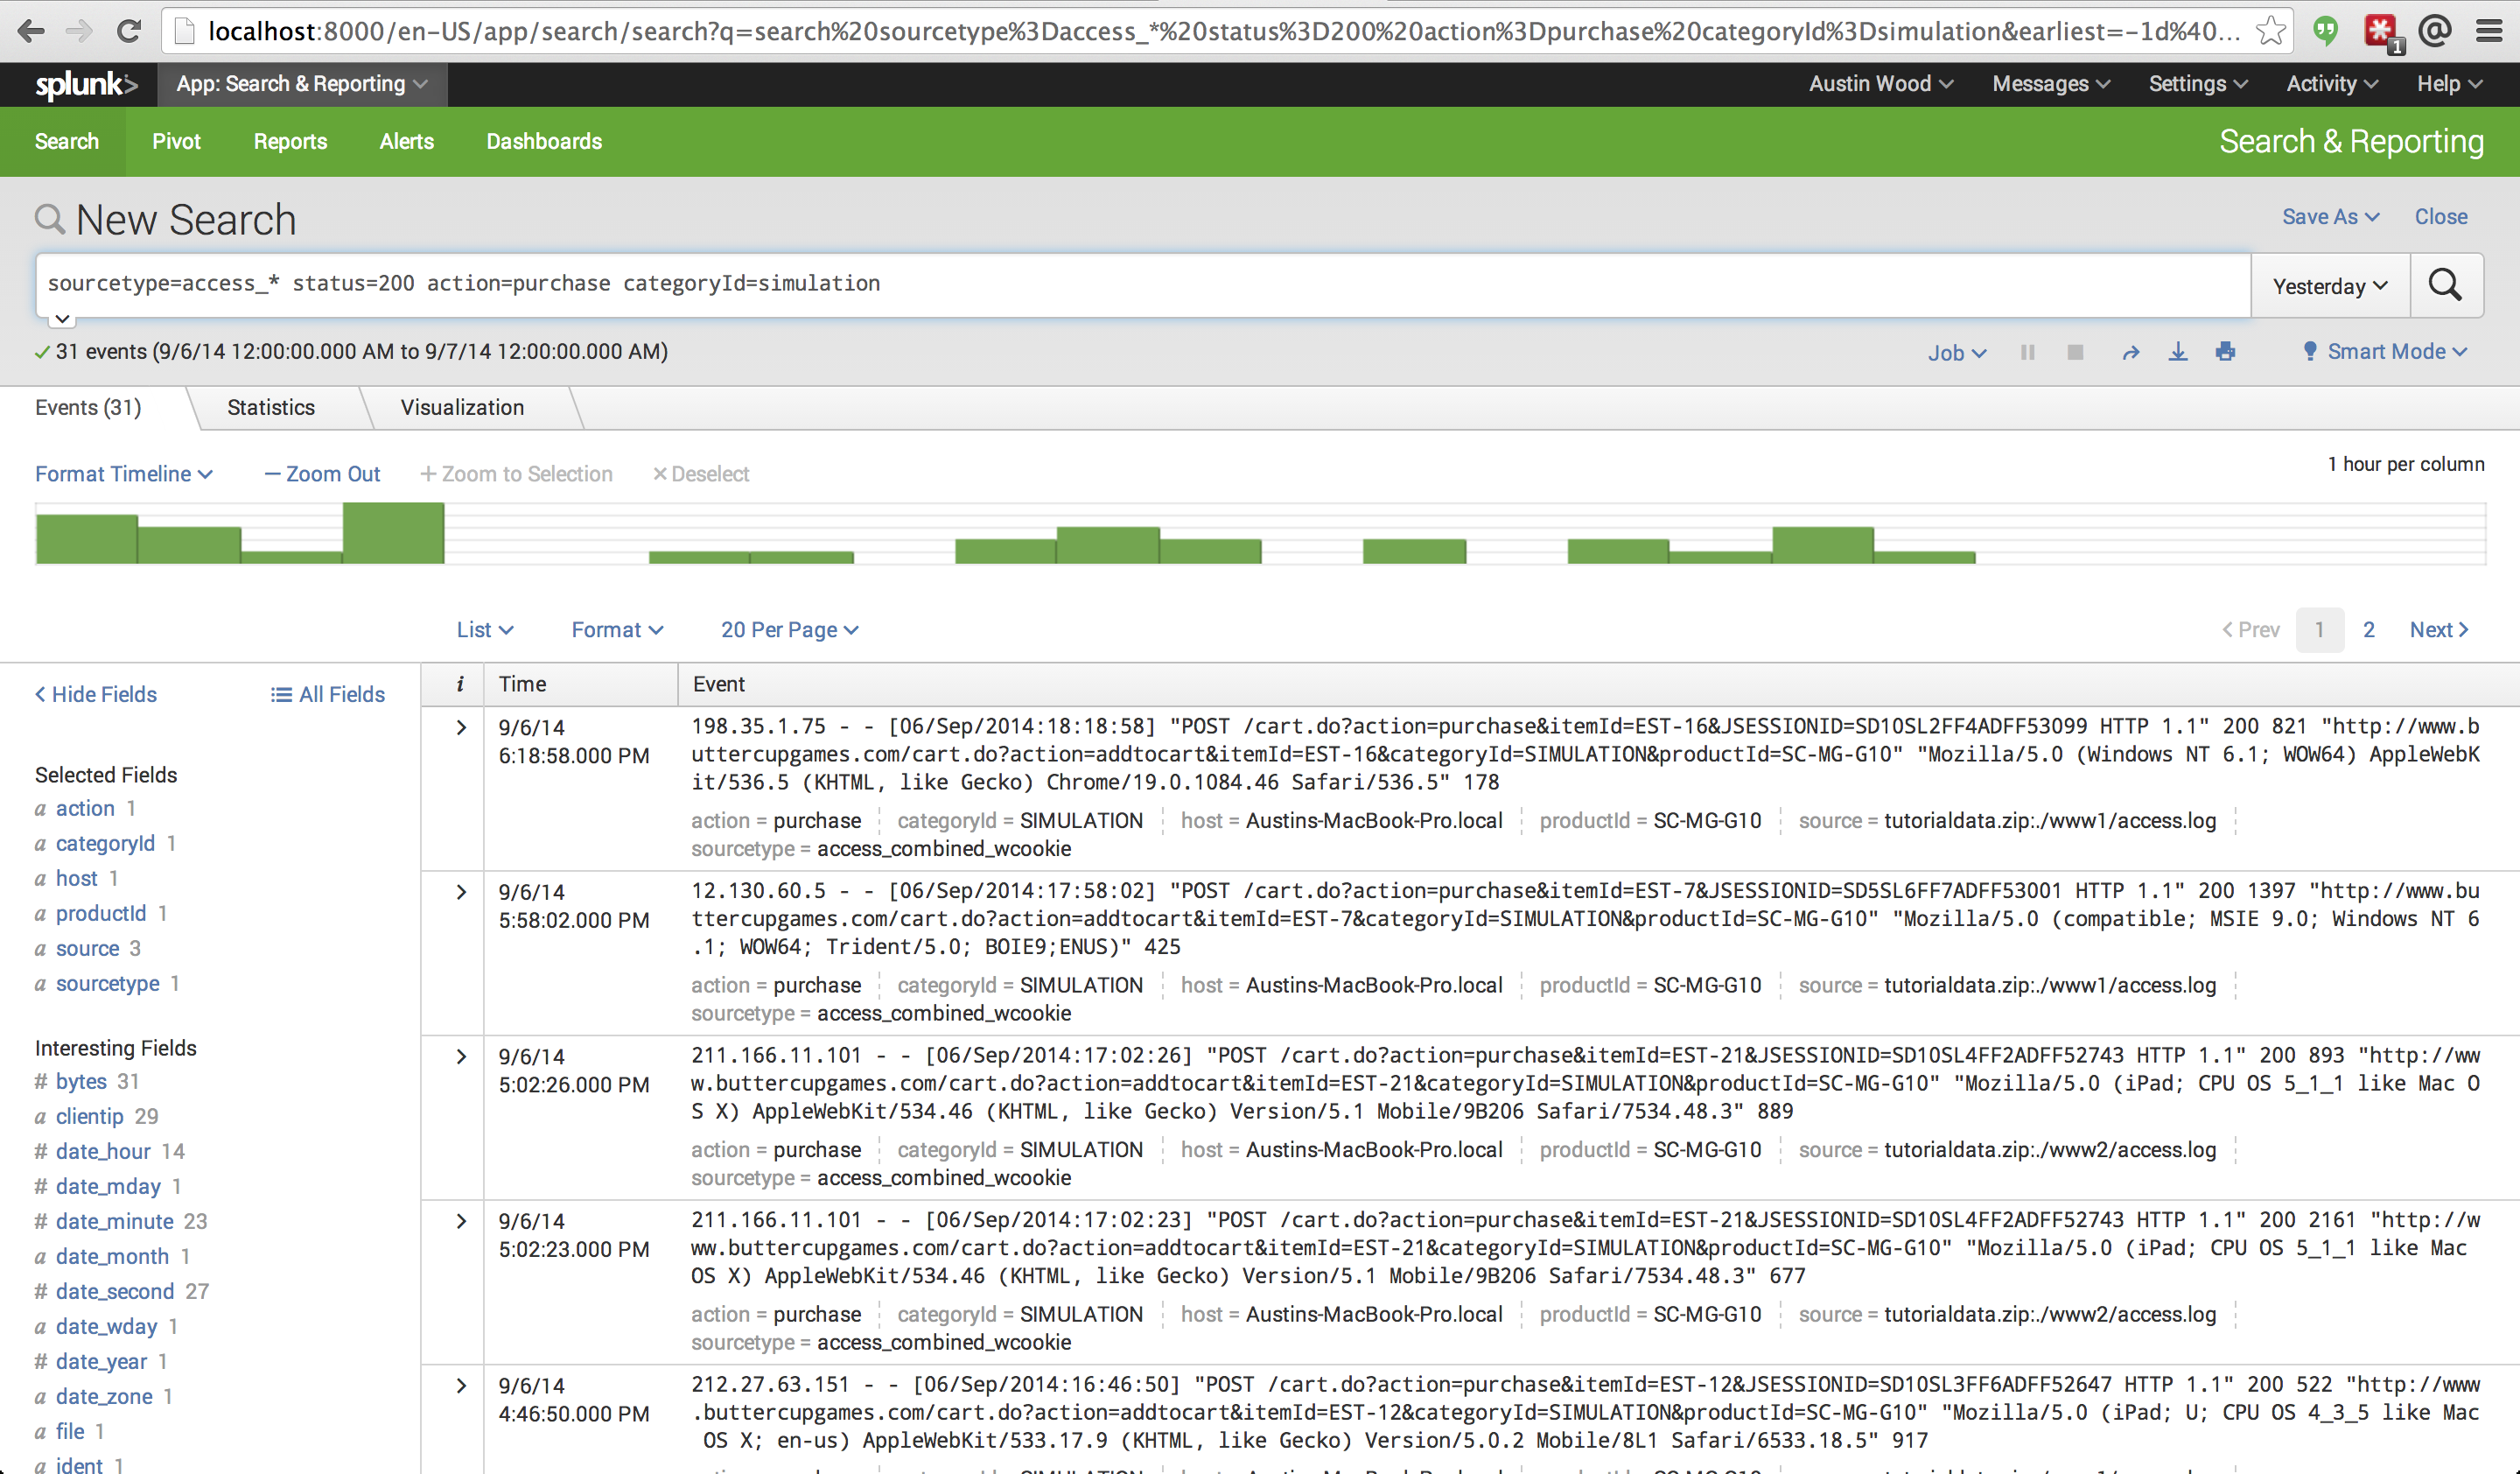 localhost:8000/en-US/app/search/search?q=search%20sourcetype%3Daccess_*%20status%3D200%20action%3Dpurchase%20categoryId%3Dsimulation&earliest=-1d%40...
1
splunk> App: Search & Reporting Austin Wood Messages Settings Activity Help
Search Pivot Reports Alerts Dashboards Search & Reporting
New Search Save As Close
sourcetype=access_* status=200 action=purchase categoryId=simulation Yesterday
31 events (9/6/14 12:00:00.000 AM to 9/7/14 12:00:00.000 AM) Job Smart Mode
Events (31) Statistics Visualization
Format Timeline — Zoom Out + Zoom to Selection × Deselect 1 hour per column
List Format 20 Per Page < Prev 1 2 Next >
< Hide Fields All Fields
Selected Fields
a action 1
a categoryId 1
a host 1
a productId 1
a source 3
a sourcetype 1
Interesting Fields
# bytes 31
a clientip 29
# date_hour 14
# date_mday 1
# date_minute 23
a date_month 1
# date_second 27
a date_wday 1
# date_year 1
a date_zone 1
a file 1
a ident 1
i Time Event
9/6/14
6:18:58.000 PM
198.35.1.75 - - [06/Sep/2014:18:18:58] "POST /cart.do?action=purchase&itemId=EST-16&JSESSIONID=SD10SL2FF4ADFF53099 HTTP 1.1" 200 821 "http://www.b
uttercupgames.com/cart.do?action=addtocart&itemId=EST-16&categoryId=SIMULATION&productId=SC-MG-G10" "Mozilla/5.0 (Windows NT 6.1; WOW64) AppleWebK
it/536.5 (KHTML, like Gecko) Chrome/19.0.1084.46 Safari/536.5" 178
action = purchase categoryId = SIMULATION host = Austins-MacBook-Pro.local productId = SC-MG-G10 source = tutorialdata.zip:./www1/access.log
sourcetype = access_combined_wcookie
9/6/14
5:58:02.000 PM
12.130.60.5 - - [06/Sep/2014:17:58:02] "POST /cart.do?action=purchase&itemId=EST-7&JSESSIONID=SD5SL6FF7ADFF53001 HTTP 1.1" 200 1397 "http://www.bu
ttercupgames.com/cart.do?action=addtocart&itemId=EST-7&categoryId=SIMULATION&productId=SC-MG-G10" "Mozilla/5.0 (compatible; MSIE 9.0; Windows NT 6
.1; WOW64; Trident/5.0; BOIE9;ENUS)" 425
action = purchase categoryId = SIMULATION host = Austins-MacBook-Pro.local productId = SC-MG-G10 source = tutorialdata.zip:./www1/access.log
sourcetype = access_combined_wcookie
9/6/14
5:02:26.000 PM
211.166.11.101 - - [06/Sep/2014:17:02:26] "POST /cart.do?action=purchase&itemId=EST-21&JSESSIONID=SD10SL4FF2ADFF52743 HTTP 1.1" 200 893 "http://ww
w.buttercupgames.com/cart.do?action=addtocart&itemId=EST-21&categoryId=SIMULATION&productId=SC-MG-G10" "Mozilla/5.0 (iPad; CPU OS 5_1_1 like Mac O
S X) AppleWebKit/534.46 (KHTML, like Gecko) Version/5.1 Mobile/9B206 Safari/7534.48.3" 889
action = purchase categoryId = SIMULATION host = Austins-MacBook-Pro.local productId = SC-MG-G10 source = tutorialdata.zip:./www2/access.log
sourcetype = access_combined_wcookie
9/6/14
5:02:23.000 PM
211.166.11.101 - - [06/Sep/2014:17:02:23] "POST /cart.do?action=purchase&itemId=EST-21&JSESSIONID=SD10SL4FF2ADFF52743 HTTP 1.1" 200 2161 "http://w
ww.buttercupgames.com/cart.do?action=addtocart&itemId=EST-21&categoryId=SIMULATION&productId=SC-MG-G10" "Mozilla/5.0 (iPad; CPU OS 5_1_1 like Mac
OS X) AppleWebKit/534.46 (KHTML, like Gecko) Version/5.1 Mobile/9B206 Safari/7534.48.3" 677
action = purchase categoryId = SIMULATION host = Austins-MacBook-Pro.local productId = SC-MG-G10 source = tutorialdata.zip:./www2/access.log
sourcetype = access_combined_wcookie
9/6/14
4:46:50.000 PM
212.27.63.151 - - [06/Sep/2014:16:46:50] "POST /cart.do?action=purchase&itemId=EST-12&JSESSIONID=SD10SL3FF6ADFF52647 HTTP 1.1" 200 522 "http://www
.buttercupgames.com/cart.do?action=addtocart&itemId=EST-12&categoryId=SIMULATION&productId=SC-MG-G10" "Mozilla/5.0 (iPad; U; CPU OS 4_3_5 like Mac
OS X; en-us) AppleWebKit/533.17.9 (KHTML, like Gecko) Version/5.0.2 Mobile/8L1 Safari/6533.18.5" 917